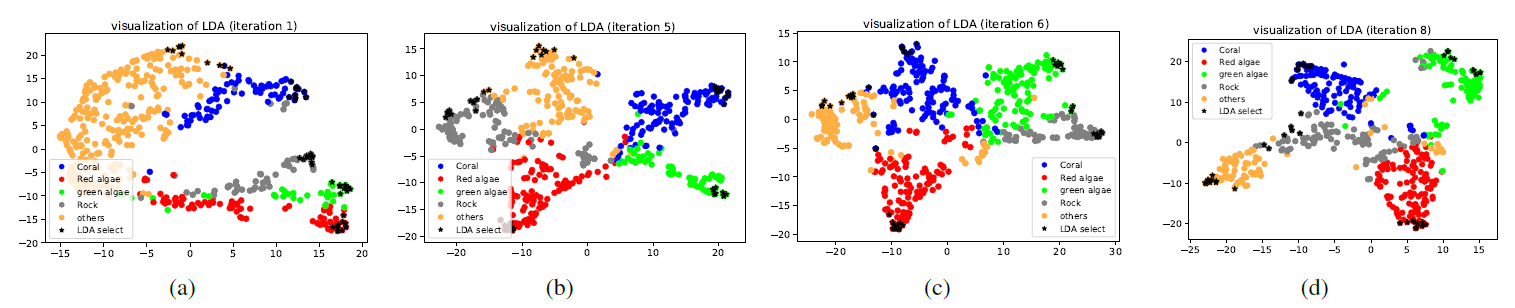 visualization of LDA (iteration 1)
20
15
10
5
0
−5
−10
−15
−20
−15
−10
−5
0
5
10
15
20
Coral
Red algae
green algae
Rock
others
LDA select
(a)
visualization of LDA (iteration 5)
15
10
5
0
−5
−10
−15
−20
−20
−10
0
10
20
Coral
Red algae
green algae
Rock
others
LDA select
(b)
visualization of LDA (iteration 6)
15
10
5
0
−5
−10
−15
−20
−20
−10
0
10
20
30
Coral
Red algae
green algae
Rock
others
LDA select
(c)
visualization of LDA (iteration 8)
20
10
0
−10
−20
−25
−20
−15
−10
−5
0
5
10
15
Coral
Red algae
green algae
Rock
others
LDA select
(d)